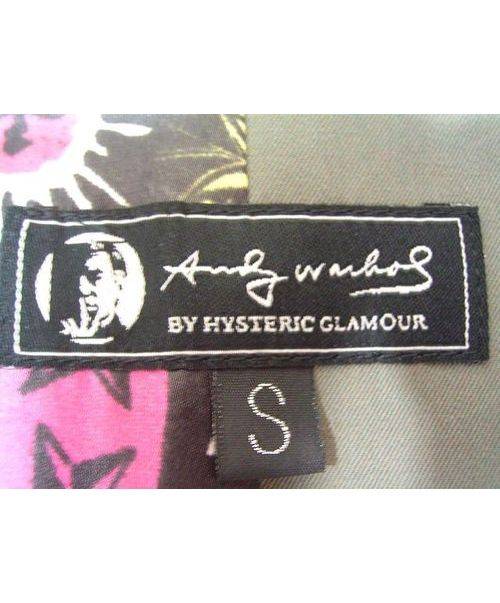 Andy Warhol
BY HYSTERIC GLAMOUR
S